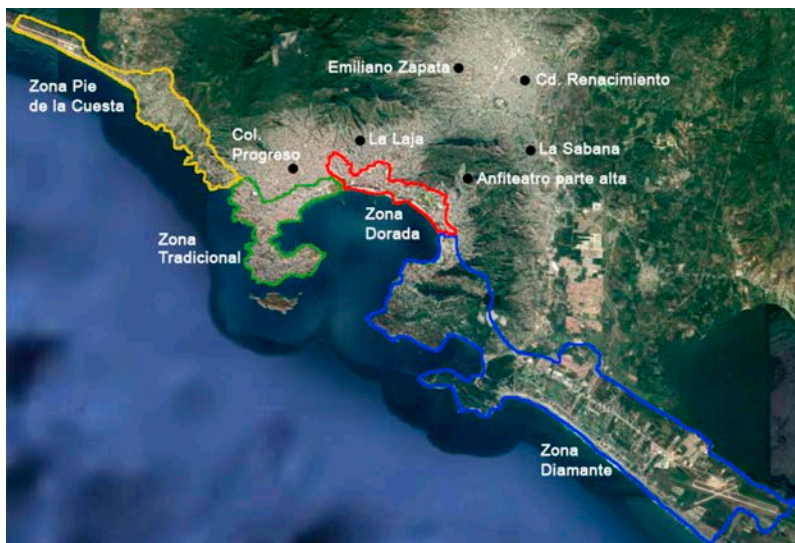 Zona Pie
de la Cuesta
Emiliano Zapata
Cd. Renacimiento
Col.
Progreso
La Laja
La Sabana
Anfiteatro parte alta
Zona
Dorada
Zona
Tradicional
Zona
Diamante